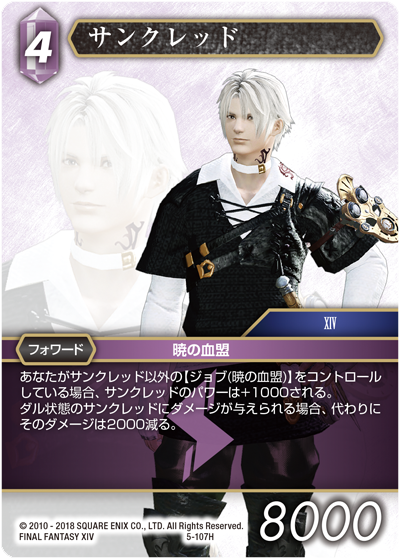 4
サンクレッド
XIV
フォワード
暁の血盟
あなたがサンクレッド以外の【ジョブ(暁の血盟)】をコントロール
している場合、サンクレッドのパワーは+1000される。
ダル状態のサンクレッドにダメージが与えられる場合、代わりに
そのダメージは2000減る。
© 2010 - 2018 SQUARE ENIX CO., LTD. All Rights Reserved.
FINAL FANTASY XIV
5-107H
8000